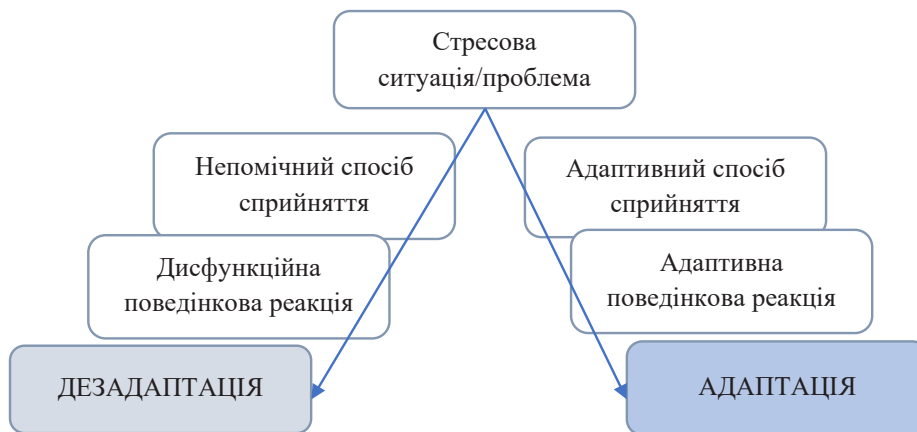 Стресова
ситуація/проблема
Непомічний спосіб
сприйняття
Адаптивний спосіб
сприйняття
Дисфункційна
поведінкова реакція
Адаптивна
поведінкова реакція
ДЕЗАДАПТАЦІЯ
АДАПТАЦІЯ